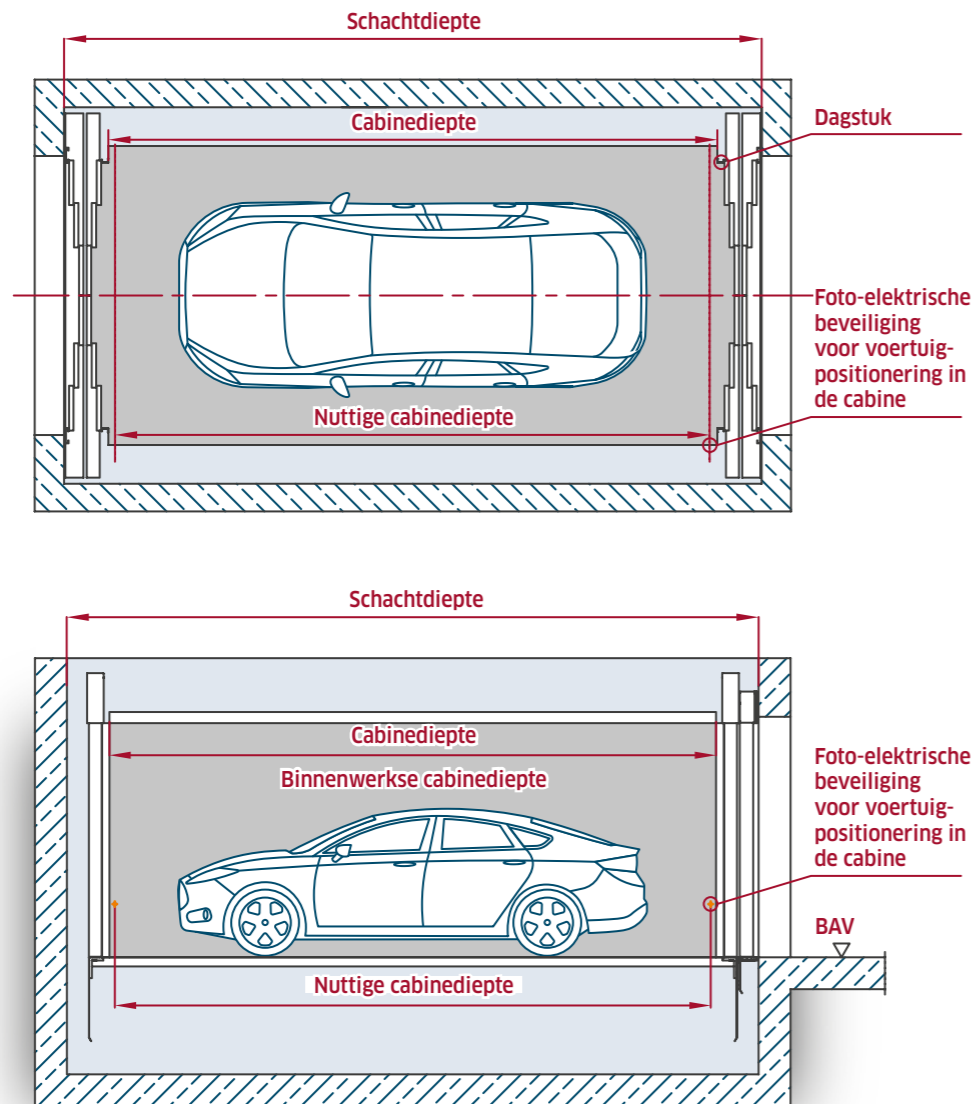 Schachtdiepte
Cabinediepte
Dagstuk
Foto-elektrische
beveiliging
voor voertuig-
positionering in
de cabine
Nuttige cabinediepte
Schachtdiepte
Cabinediepte
Binnenwerkse cabinediepte
Foto-elektrische
beveiliging
voor voertuig-
positionering in
de cabine
BAV
Nuttige cabinediepte